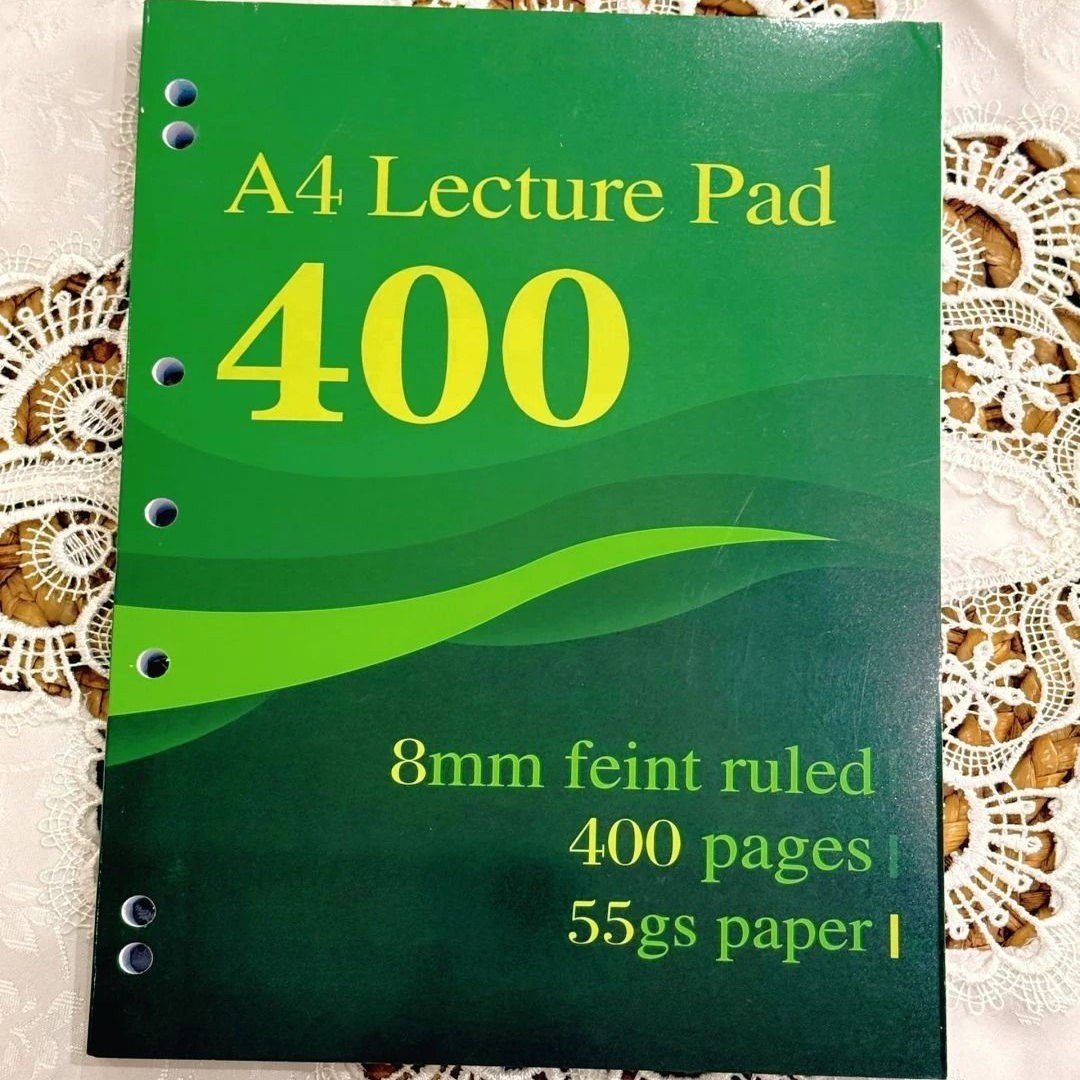 A4 Lecture Pad
400
8mm feint ruled
400 pages
55gs paper